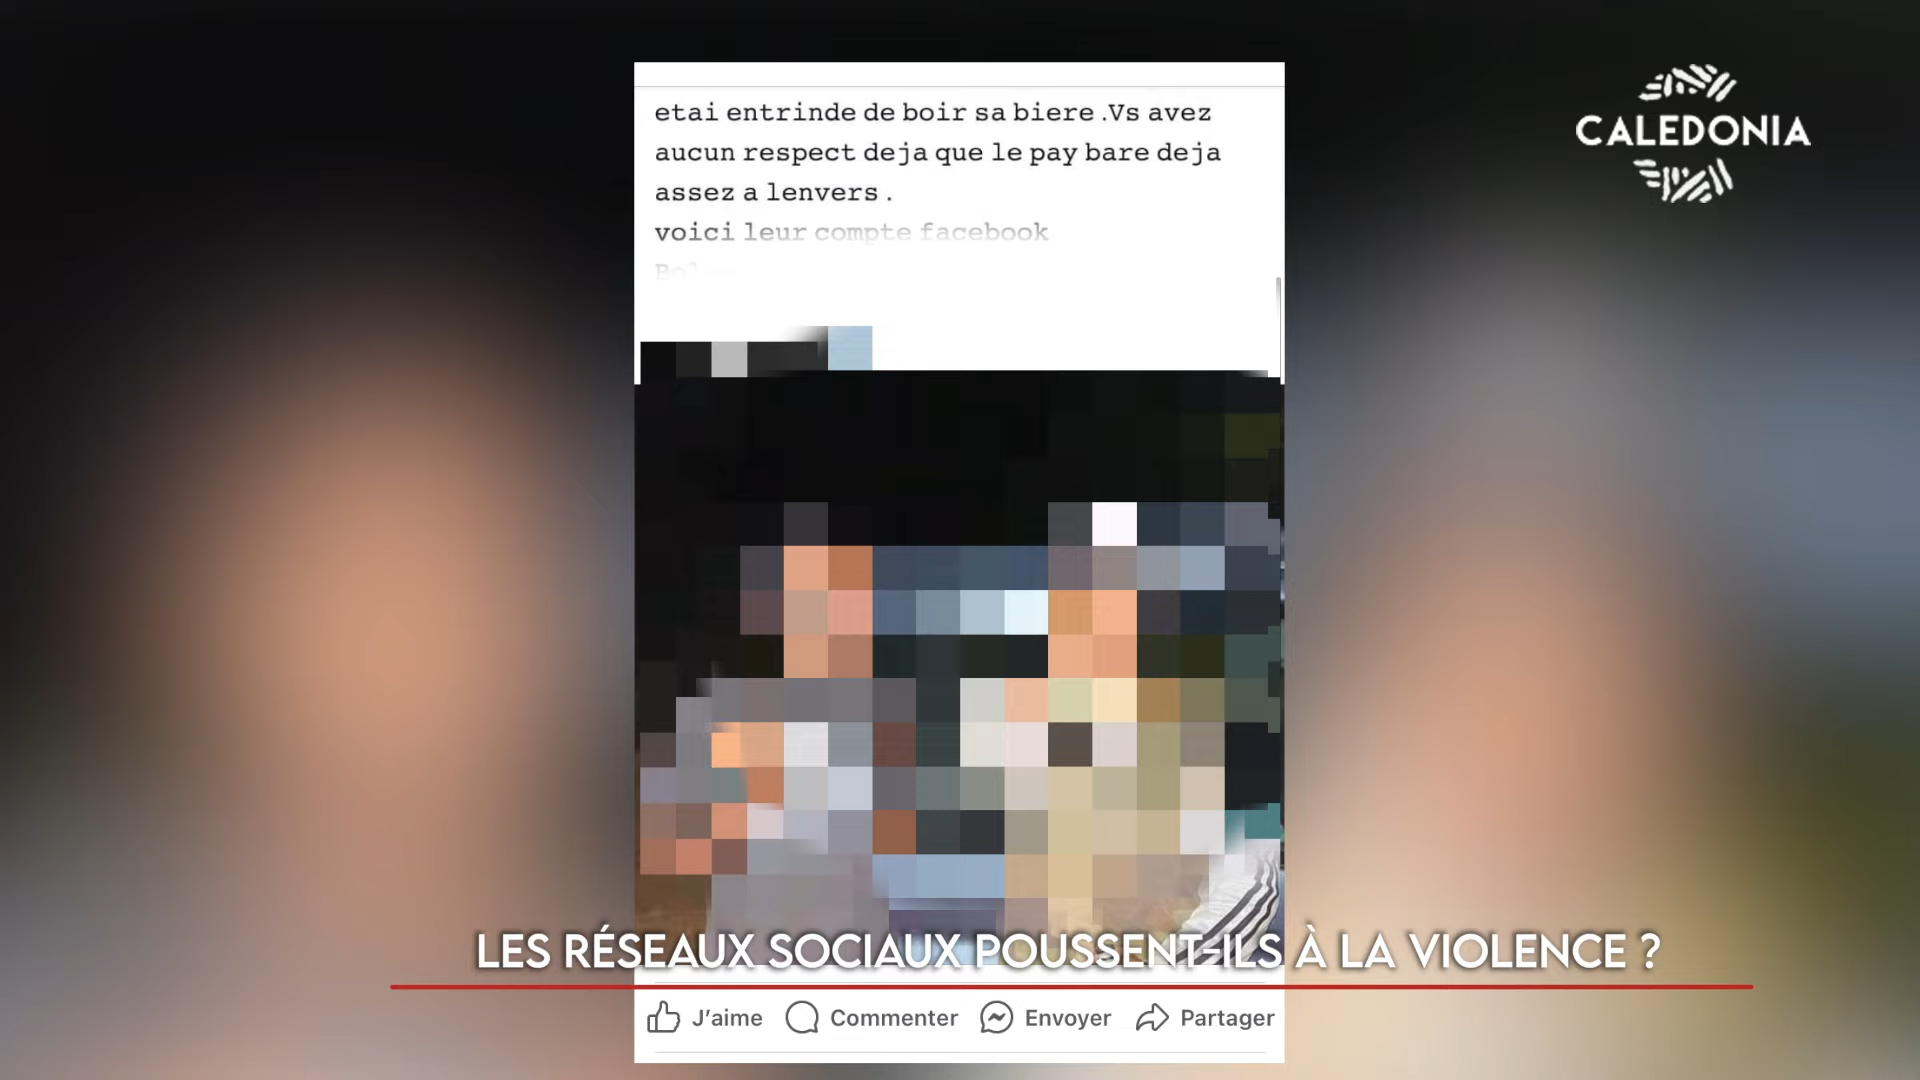 etai entrinde de boir sa biere .Vs avez
aucun respect deja que le pay bare deja
assez a lenvers .
voici leur compte facebook
CALEDONIA
LES RÉSEAUX SOCIAUX POUSSENT-ILS À LA VIOLENCE ?
J'aime Commenter Envoyer Partager